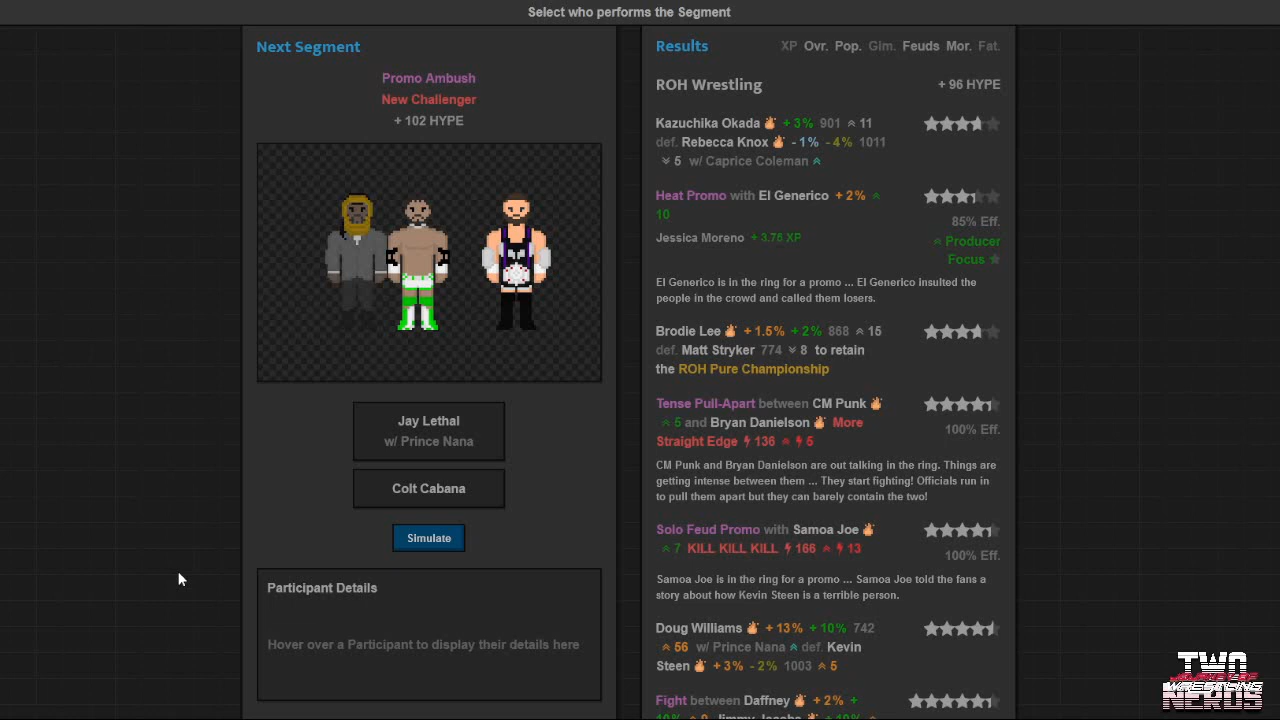 Select who performs the Segment
Next Segment
Promo Ambush
New Challenger
+ 102 HYPE
Jay Lethal
w/ Prince Nana
Colt Cabana
Simulate
Participant Details
Hover over a Participant to display their details here
Results XP Ovr. Pop. Gim. Feuds Mor. Fat.
ROH Wrestling + 96 HYPE
Kazuchika Okada + 3% 901 11
def. Rebecca Knox - 1% - 4% 1011
5 w/ Caprice Coleman
Heat Promo with El Generico + 2%
10
85% Eff.
Jessica Moreno + 3.76 XP
Producer
Focus
El Generico is in the ring for a promo ... El Generico insulted the
people in the crowd and called them losers.
Brodie Lee + 1.5% + 2% 868 15
def. Matt Stryker 774 8 to retain
the ROH Pure Championship
Tense Pull-Apart between CM Punk
5 and Bryan Danielson More
Straight Edge 136 5
100% Eff.
CM Punk and Bryan Danielson are out talking in the ring. Things are
getting intense between them ... They start fighting! Officials run in
to pull them apart but they can barely contain the two!
Solo Feud Promo with Samoa Joe
7 KILL KILL KILL 166 13
100% Eff.
Samoa Joe is in the ring for a promo ... Samoa Joe told the fans a
story about how Kevin Steen is a terrible person.
Doug Williams + 13% + 10% 742
56 w/ Prince Nana def. Kevin
Steen + 3% - 2% 1003 5
Fight between Daffney + 2% +
TWO
WRESTLING
NERDS